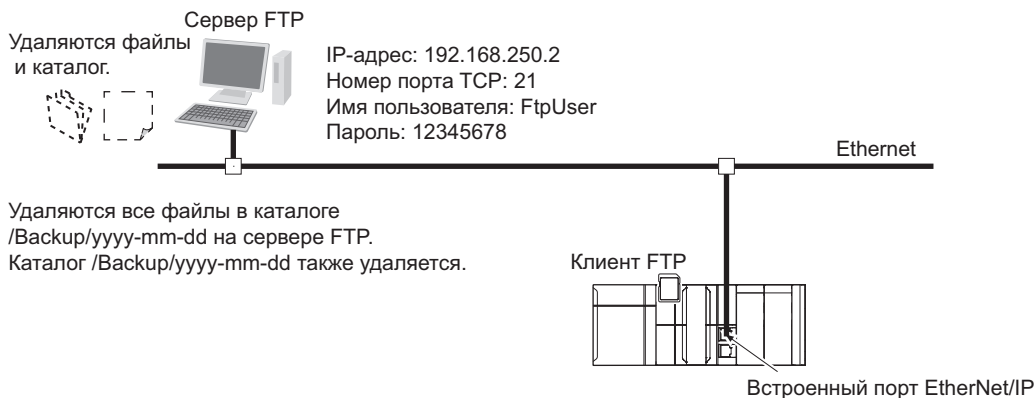 Сервер FTP
Удаляются файлы
и каталог.
IP-адрес: 192.168.250.2
Номер порта TCP: 21
Имя пользователя: FtpUser
Пароль: 12345678
Ethernet
Удаляются все файлы в каталоге
/Backup/yyyy-mm-dd на сервере FTP.
Каталог /Backup/yyyy-mm-dd также удаляется.
Клиент FTP
Встроенный порт EtherNet/IP